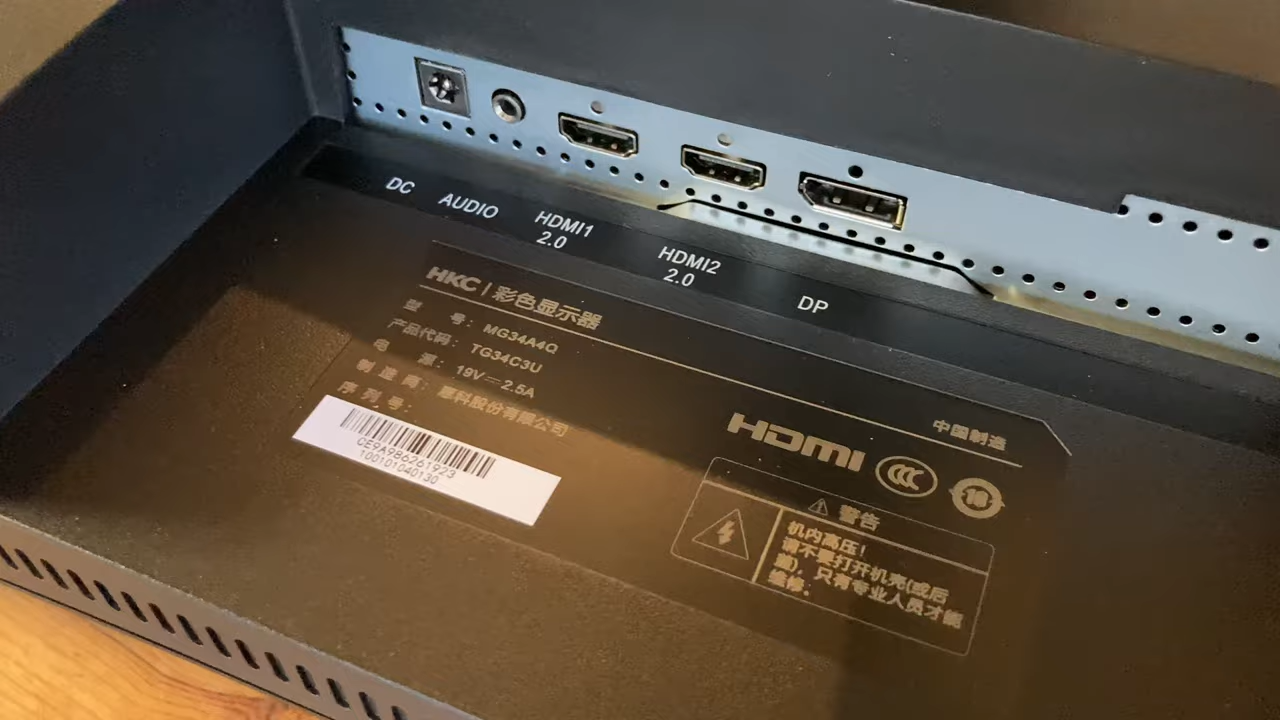 DC
AUDIO
HDMI1
2.0
HDMI2
2.0
DP
HKC | 彩色显示器
型 号: MG34A4Q
产品代码: TG34C3U
电 源: 19V⎓2.5A
制 造 商: 惠科股份有限公司
序 列 号:
CE9A986261923
100101040130
中国制造
HDMI
CCC
⚠ 警告
机内高压!
请不要打开机壳(或后
盖), 只有专业人员才能
维修.